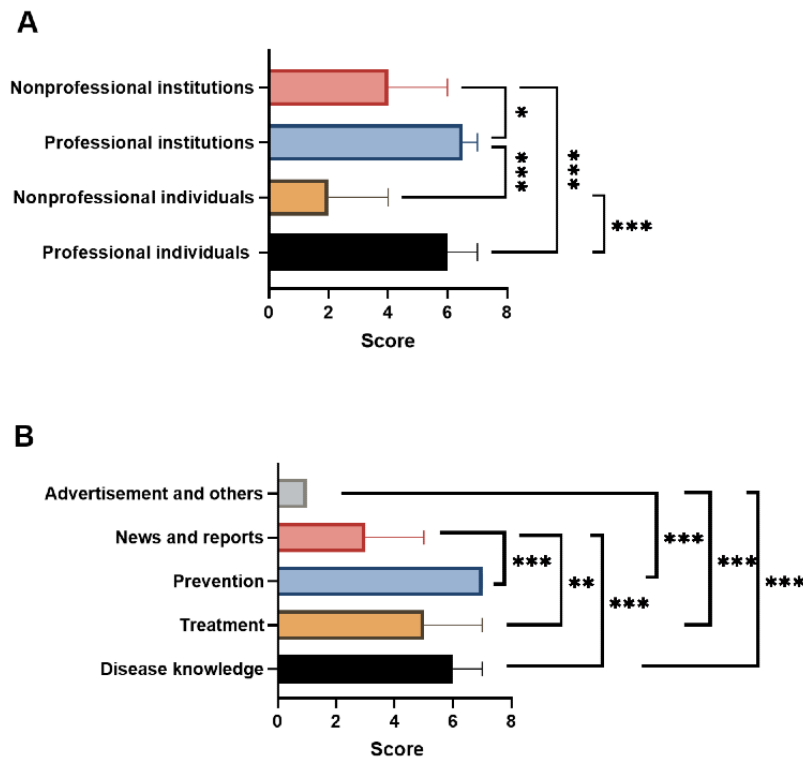 A
Nonprofessional institutions
Professional institutions
Nonprofessional individuals
Professional individuals
*
***
***
***
0 2 4 6 8
Score
B
Advertisement and others
News and reports
Prevention
Treatment
Disease knowledge
***
**
***
***
***
***
0 2 4 6 8
Score